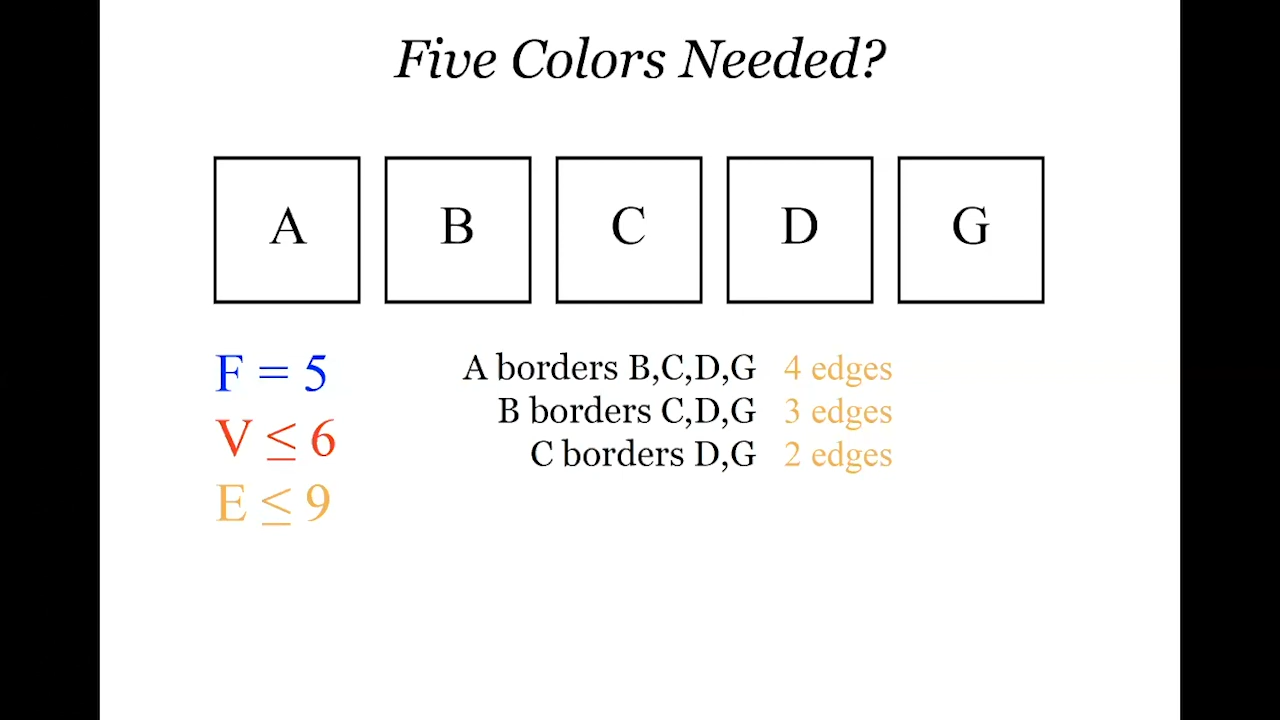 Five Colors Needed?
A B C D G
F = 5
V ≤ 6
E ≤ 9
A borders B,C,D,G 4 edges
B borders C,D,G 3 edges
C borders D,G 2 edges